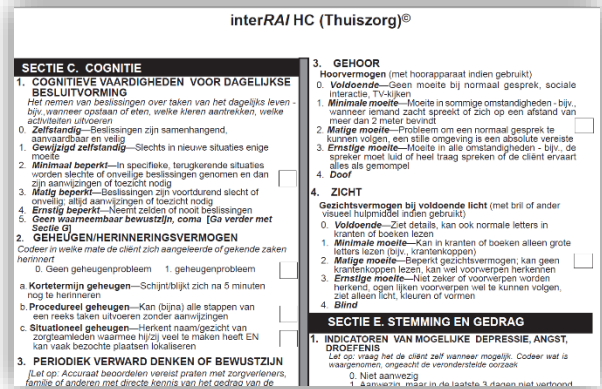 interRAI HC (Thuiszorg)©
SECTIE C. COGNITIE
1. COGNITIEVE VAARDIGHEDEN VOOR DAGELIJKSE
BESLUITVORMING
Het nemen van beslissingen over taken van het dagelijks leven -
bijv.,wanneer opstaan of eten, welke kleren aantrekken, welke
activiteiten uitvoeren
0. Zelfstandig—Beslissingen zijn samenhangend,
aanvaardbaar en veilig
1. Gewijzigd zelfstandig—Slechts in nieuwe situaties enige
moeite
2. Minimaal beperkt—In specifieke, terugkerende situaties
worden slechte of onveilige beslissingen genomen en dan
zijn aanwijzingen of toezicht nodig
3. Matig beperkt—Beslissingen zijn voortdurend slecht of
onveilig; altijd aanwijzingen of toezicht nodig
4. Ernstig beperkt—Neemt zelden of nooit beslissingen
5. Geen waarneembaar bewustzijn, coma [Ga verder met
Sectie G]
2. GEHEUGEN/HERINNERINGSVERMOGEN
Codeer in welke mate de cliënt zich aangeleerde of gekende zaken
herinnert
0. Geen geheugenprobleem 1. geheugenprobleem
a. Kortetermijn geheugen—Schijnt/blijkt zich na 5 minuten
nog te herinneren
b. Procedureel geheugen—Kan (bijna) alle stappen van
een reeks taken uitvoeren zonder aanwijzingen
c. Situationeel geheugen—Herkent naam/gezicht van
zorgteamleden waarmee hij/zij veel te maken heeft EN
kan vaak bezochte plaatsen lokaliseren
3. PERIODIEK VERWARD DENKEN OF BEWUSTZIJN
[Let op: Accuraat beoordelen vereist praten met zorgverleners,
familie of anderen met directe kennis van het gedrag van de
3. GEHOOR
Hoorvermogen (met hoorapparaat indien gebruikt)
0. Voldoende—Geen moeite bij normaal gesprek, sociale
interactie, TV-kijken
1. Minimale moeite—Moeite in sommige omstandigheden - bijv.,
wanneer iemand zacht spreekt of zich op een afstand van
meer dan 2 meter bevindt
2. Matige moeite—Probleem om een normaal gesprek te
kunnen volgen, een stille omgeving is een absolute vereiste
3. Ernstige moeite—Moeite in alle omstandigheden - bijv., de
spreker moet luid of heel traag spreken of de cliënt ervaart
alles als gemompel
4. Doof
4. ZICHT
Gezichtsvermogen bij voldoende licht (met bril of ander
visueel hulpmiddel indien gebruikt)
0. Voldoende—Ziet details, kan ook normale letters in
kranten of boeken lezen
1. Minimale moeite—Kan in kranten of boeken alleen grote
letters lezen (bijv., krantenkoppen)
2. Matige moeite—Beperkt gezichtsvermogen; kan geen
krantenkoppen lezen, kan wel voorwerpen herkennen
3. Ernstige moeite—Niet zeker of voorwerpen worden
herkend, ogen lijken voorwerpen wel te kunnen volgen,
ziet alleen licht, kleuren of vormen
4. Blind
SECTIE E. STEMMING EN GEDRAG
1. INDICATOREN VAN MOGELIJKE DEPRESSIE, ANGST,
DROEFENIS
Let op: vraag het de cliënt zelf wanneer mogelijk. Codeer wat is
waargenomen, ongeacht de veronderstelde oorzaak
0. Niet aanwezig
1. Aanwezig, maar in de laatste 3 dagen niet vertoond